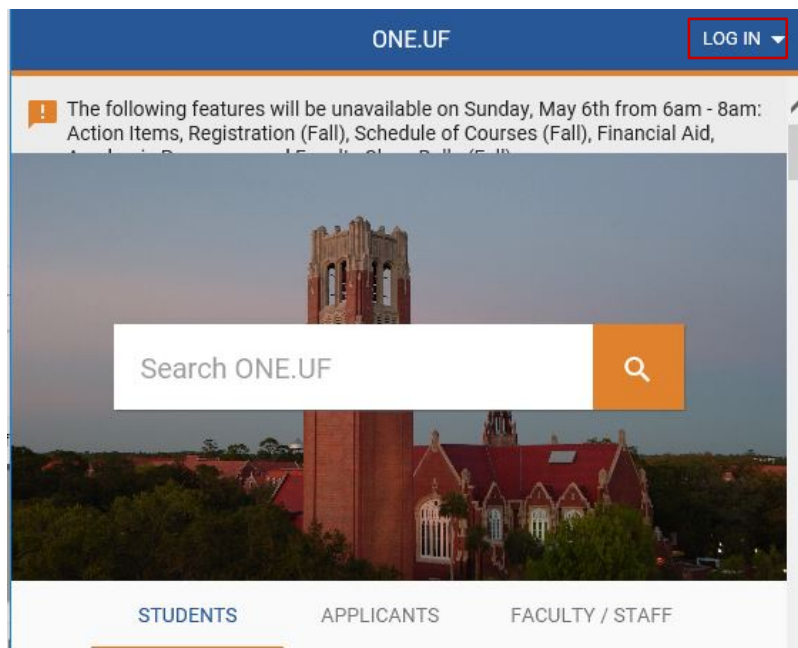 ONE.UF
LOG IN
The following features will be unavailable on Sunday, May 6th from 6am - 8am:
Action Items, Registration (Fall), Schedule of Courses (Fall), Financial Aid,
Search ONE.UF
STUDENTS
APPLICANTS
FACULTY / STAFF